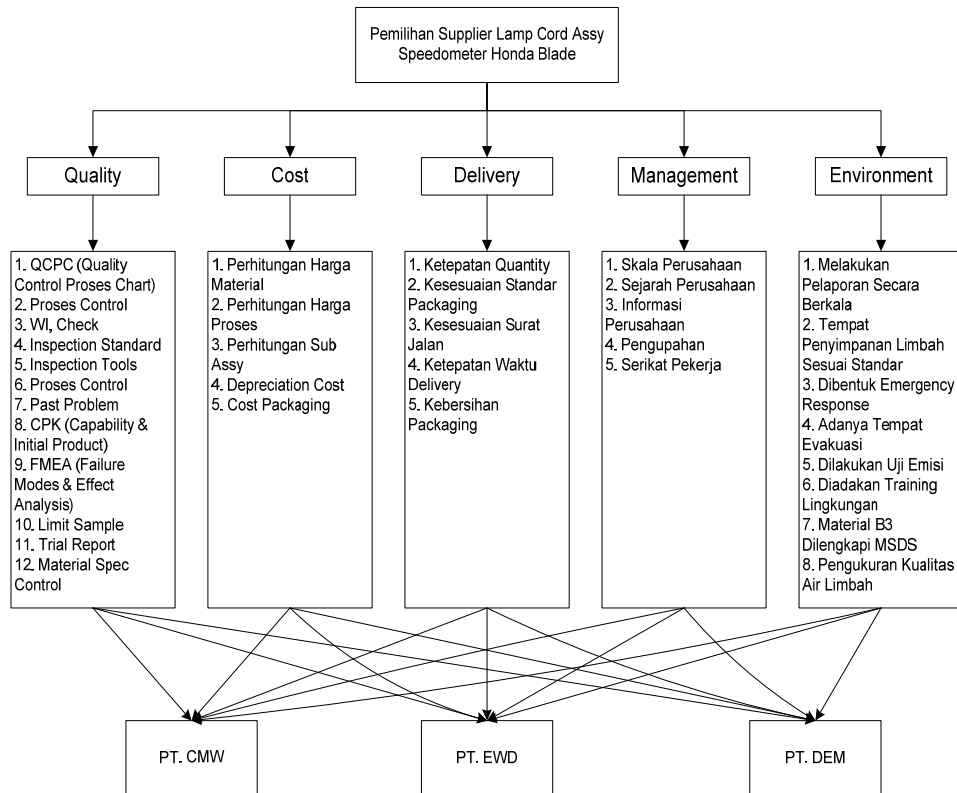 Pemilihan Supplier Lamp Cord Assy
Speedometer Honda Blade
Quality
Cost
Delivery
Management
Environment
1. QCPC (Quality
Control Proses Chart)
2. Proses Control
3. WI, Check
4. Inspection Standard
5. Inspection Tools
6. Proses Control
7. Past Problem
8. CPK (Capability &
Initial Product)
9. FMEA (Failure
Modes & Effect
Analysis)
10. Limit Sample
11. Trial Report
12. Material Spec
Control
1. Perhitungan Harga
Material
2. Perhitungan Harga
Proses
3. Perhitungan Sub
Assy
4. Depreciation Cost
5. Cost Packaging
1. Ketepatan Quantity
2. Kesesuaian Standar
Packaging
3. Kesesuaian Surat
Jalan
4. Ketepatan Waktu
Delivery
5. Kebersihan
Packaging
1. Skala Perusahaan
2. Sejarah Perusahaan
3. Informasi
Perusahaan
4. Pengupahan
5. Serikat Pekerja
1. Melakukan
Pelaporan Secara
Berkala
2. Tempat
Penyimpanan Limbah
Sesuai Standar
3. Dibentuk Emergency
Response
4. Adanya Tempat
Evakuasi
5. Dilakukan Uji Emisi
6. Diadakan Training
Lingkungan
7. Material B3
Dilengkapi MSDS
8. Pengukuran Kualitas
Air Limbah
PT. CMW
PT. EWD
PT. DEM